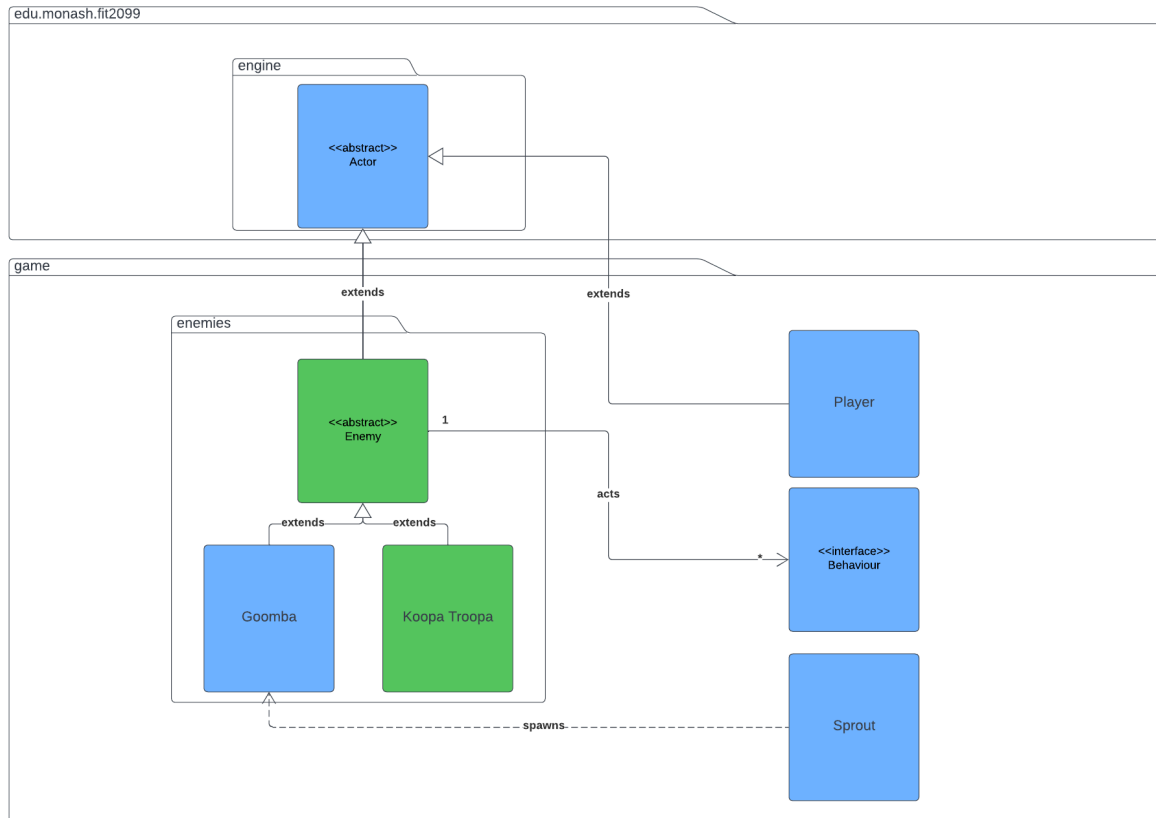 edu.monash.fit2099
engine
<<abstract>>
Actor
game
extends
extends
enemies
<<abstract>>
Enemy
1
Player
acts
*
<<interface>>
Behaviour
extends
extends
Goomba
Koopa Troopa
spawns
Sprout